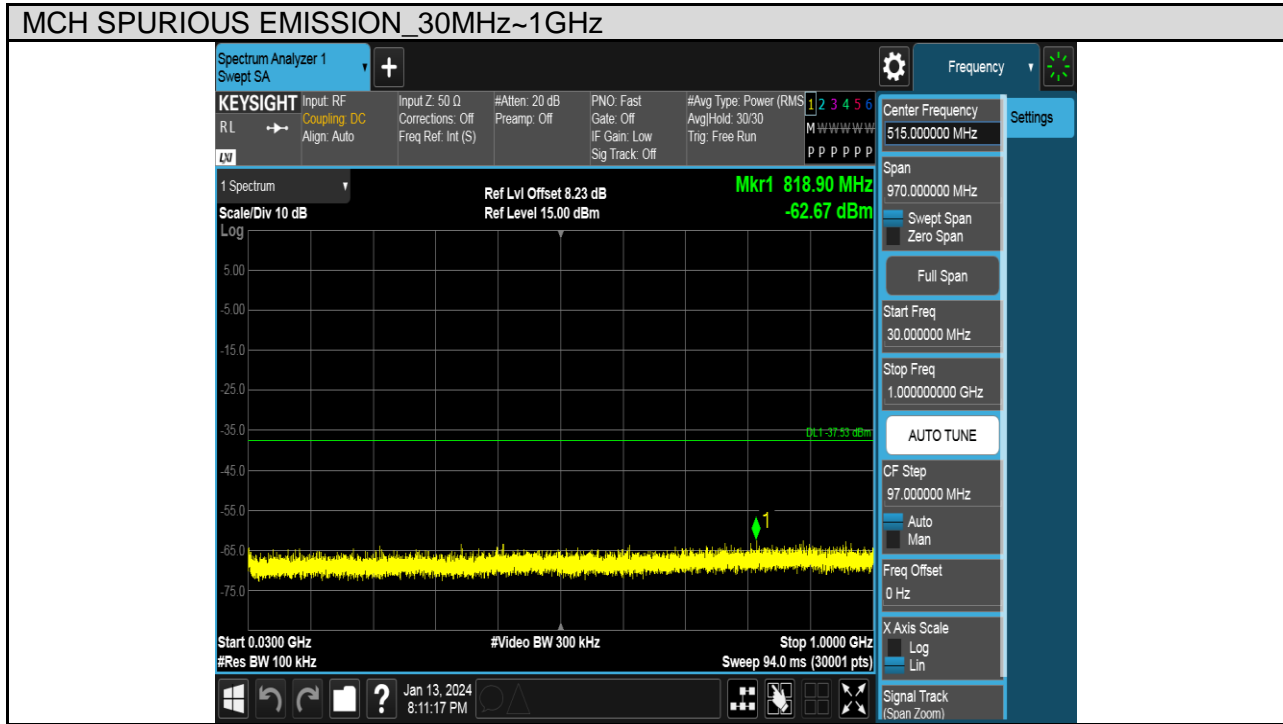 MCH SPURIOUS EMISSION_30MHz~1GHz
Spectrum Analyzer 1
Swept SA
+
Frequency
KEYSIGHT
RL
LXI
Input: RF
Coupling: DC
Align: Auto
Input Z: 50 Ω
Corrections: Off
Freq Ref: Int (S)
#Atten: 20 dB
Preamp: Off
PNO: Fast
Gate: Off
IF Gain: Low
Sig Track: Off
#Avg Type: Power (RMS
Avg|Hold: 30/30
Trig: Free Run
1 2 3 4 5 6
M W W W W W
P P P P P P
Center Frequency
515.000000 MHz
Settings
1 Spectrum
Scale/Div 10 dB
Ref Lvl Offset 8.23 dB
Ref Level 15.00 dBm
Mkr1 818.90 MHz
-62.67 dBm
Log
5.00
-5.00
-15.0
-25.0
-35.0
-45.0
-55.0
-65.0
-75.0
DL1 -37.53 dBm
1
Start 0.0300 GHz
#Res BW 100 kHz
#Video BW 300 kHz
Stop 1.0000 GHz
Sweep 94.0 ms (30001 pts)
Span
970.000000 MHz
Swept Span
Zero Span
Full Span
Start Freq
30.000000 MHz
Stop Freq
1.000000000 GHz
AUTO TUNE
CF Step
97.000000 MHz
Auto
Man
Freq Offset
0 Hz
X Axis Scale
Log
Lin
Signal Track
(Span Zoom)
?
Jan 13, 2024
8:11:17 PM